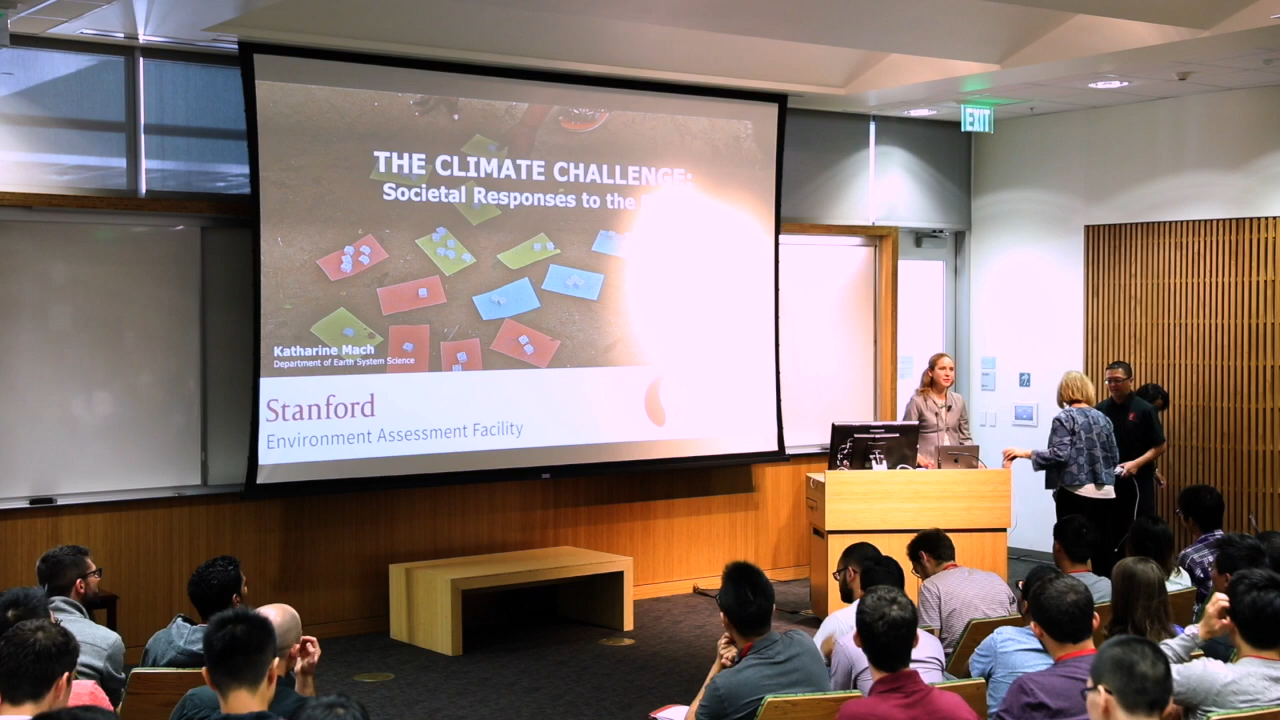 THE CLIMATE CHALLENGE:
Societal Responses to the
Katharine Mach
Department of Earth System Science
Stanford
Environment Assessment Facility
EXIT